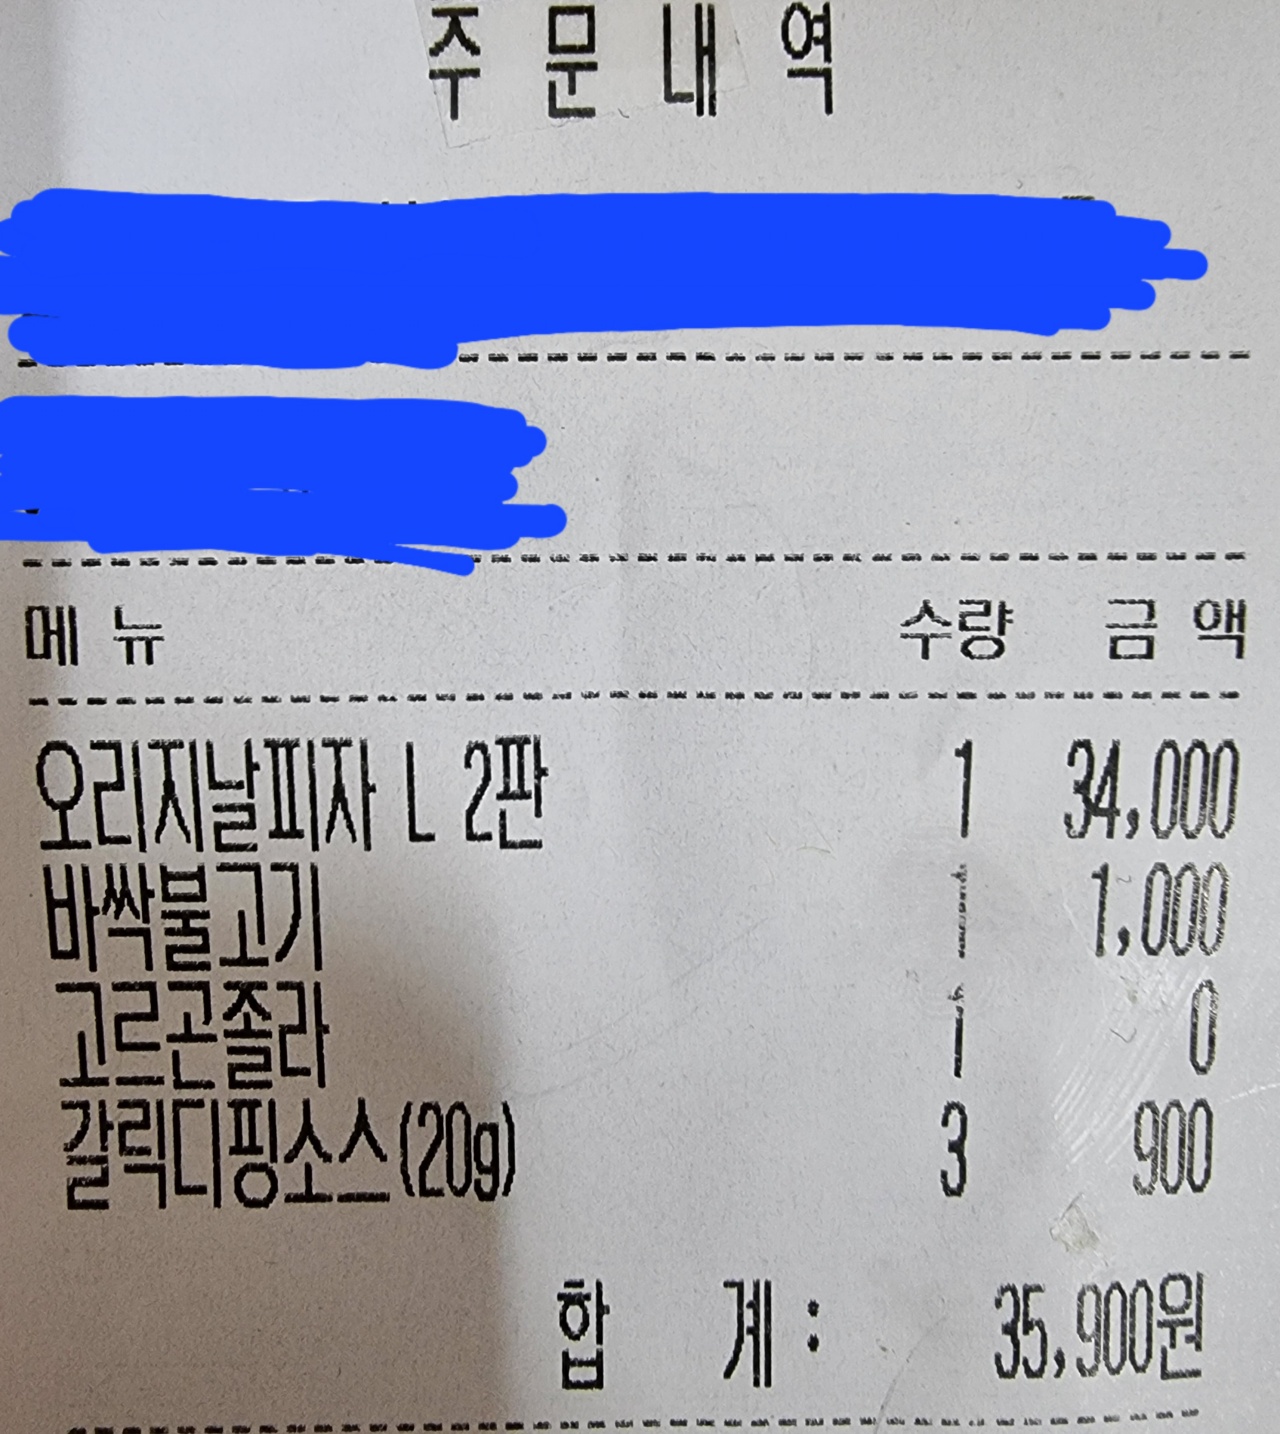 주 문 내 역
메 뉴 수량 금 액
오리지날피자 L 2판 1 34,000
바싹불고기 1 1,000
고르곤졸라 1 0
갈릭디핑소스(20g) 3 900
합 계 : 35,900원